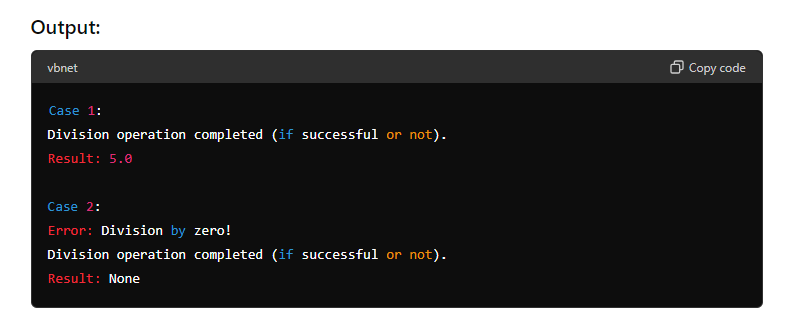 Output:
vbnet
Copy code
Case 1:
Division operation completed (if successful or not).
Result: 5.0
Case 2:
Error: Division by zero!
Division operation completed (if successful or not).
Result: None